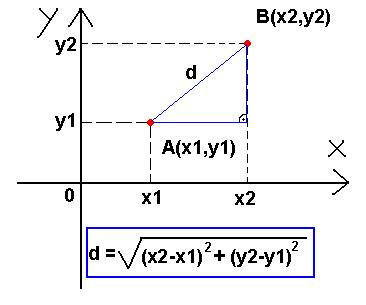 Y
B(x2,y2)
y2
d
y1
A(x1,y1)
X
0
x1
x2
d = √(x2-x1)² + (y2-y1)²